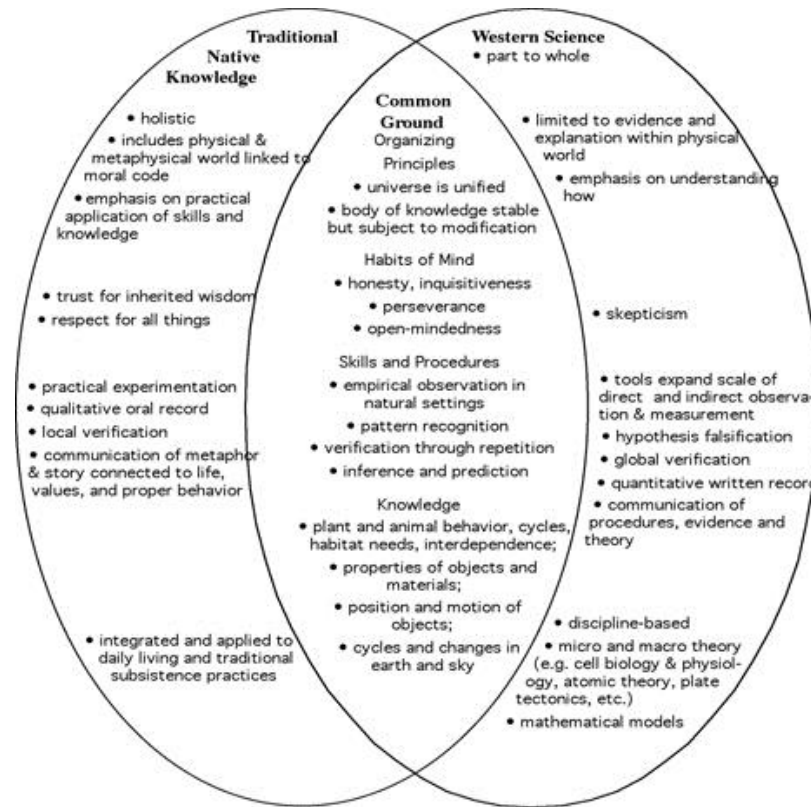 Traditional
Native
Knowledge
• holistic
• includes physical &
metaphysical world linked to
moral code
• emphasis on practical
application of skills and
knowledge
• trust for inherited wisdom
• respect for all things
• practical experimentation
• qualitative oral record
• local verification
• communication of metaphor
& story connected to life,
values, and proper behavior
• integrated and applied to
daily living and traditional
subsistence practices
Common
Ground
Organizing
Principles
• universe is unified
• body of knowledge stable
but subject to modification
Habits of Mind
• honesty, inquisitiveness
• perseverance
• open-mindedness
Skills and Procedures
• empirical observation in
natural settings
• pattern recognition
• verification through repetition
• inference and prediction
Knowledge
• plant and animal behavior, cycles,
habitat needs, interdependence;
• properties of objects and
materials;
• position and motion of
objects;
• cycles and changes in
earth and sky
Western Science
• part to whole
• limited to evidence and
explanation within physical
world
• emphasis on understanding
how
• skepticism
• tools expand scale of
direct and indirect observa-
tion & measurement
• hypothesis falsification
• global verification
• quantitative written record
• communication of
procedures, evidence and
theory
• discipline-based
• micro and macro theory
(e.g. cell biology & physiol-
ogy, atomic theory, plate
tectonics, etc.)
• mathematical models